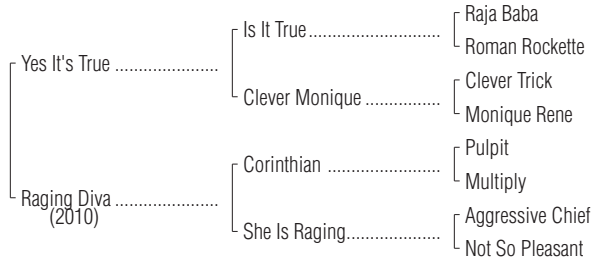 Raja Baba
Is It True
Roman Rockette
Yes It's True
Clever Trick
Clever Monique
Monique Rene
Pulpit
Corinthian
Multiply
Raging Diva
(2010)
Aggressive Chief
She Is Raging
Not So Pleasant